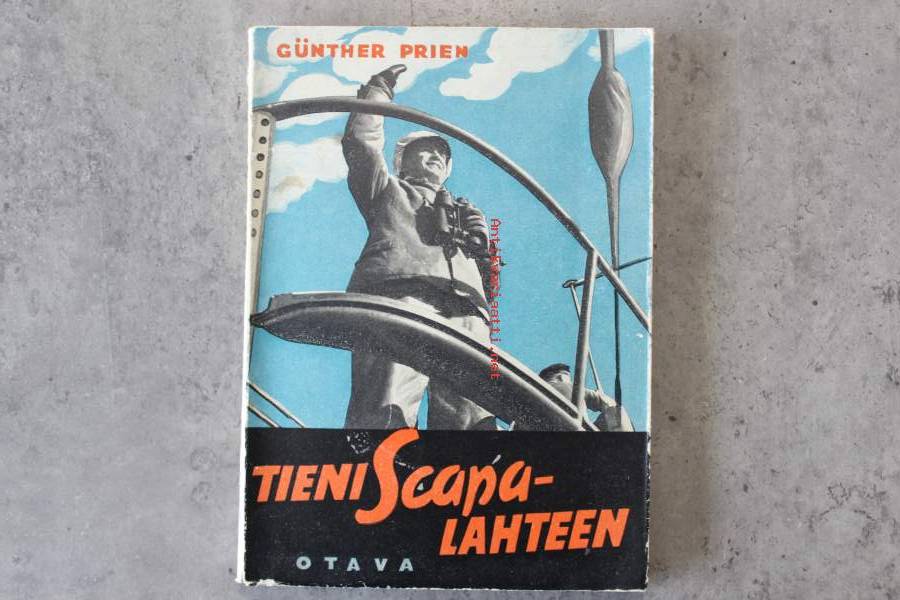 GÜNTHER PRIEN
TIENI Scapa-
LAHTEEN
OTAVA